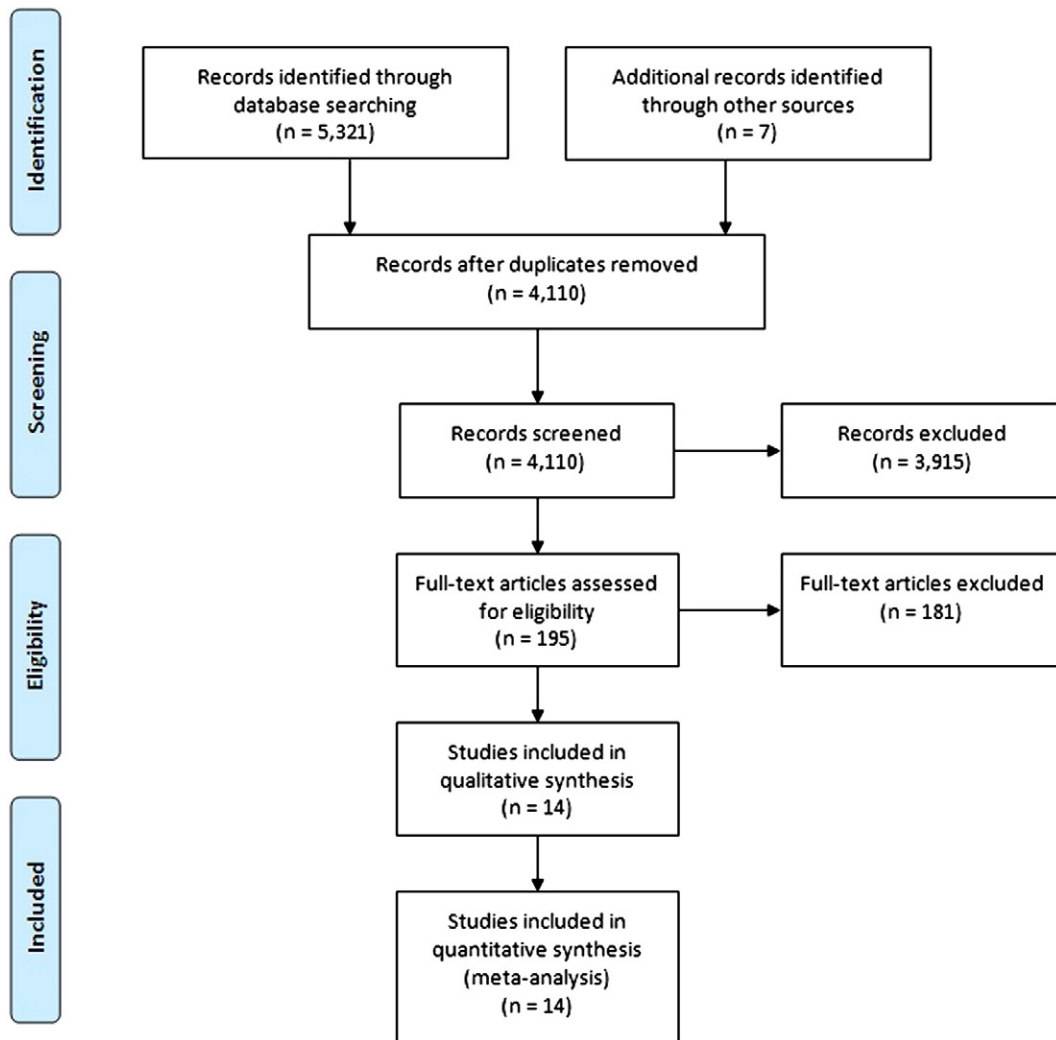 Identification
Records identified through
database searching
(n = 5,321)
Additional records identified
through other sources
(n = 7)
Records after duplicates removed
(n = 4,110)
Screening
Records screened
(n = 4,110)
Records excluded
(n = 3,915)
Eligibility
Full-text articles assessed
for eligibility
(n = 195)
Full-text articles excluded
(n = 181)
Studies included in
qualitative synthesis
(n = 14)
Included
Studies included in
quantitative synthesis
(meta-analysis)
(n = 14)